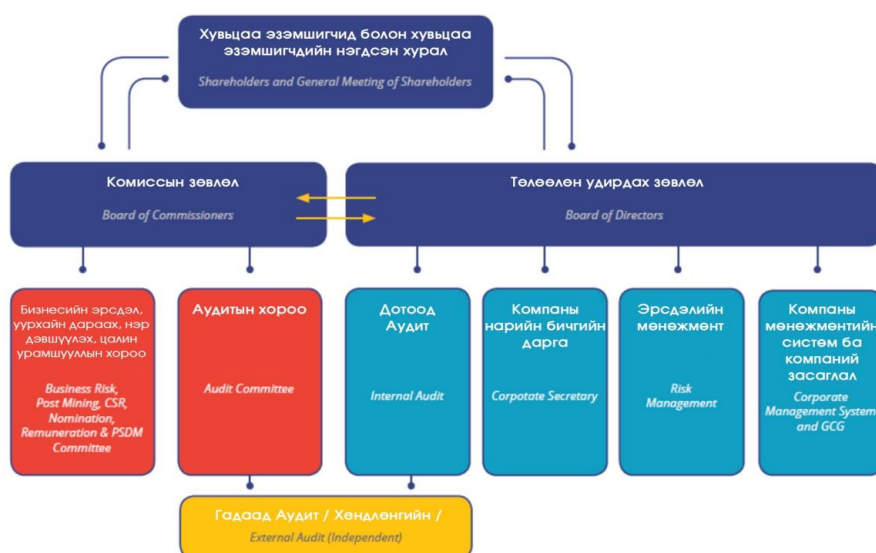 Хувьцаа эзэмшигчид болон хувьцаа
эзэмшигчдийн нэгдсэн хурал
Shareholders and General Meeting of Shareholders
Комиссын зөвлөл
Board of Commissioners
Төлөөлөн удирдах зөвлөл
Board of Directors
Бизнесийн эрсдэл,
уурхайн дараах, нэр
дэвшүүлэх, цалин
урамшууллын хороо
Business Risk,
Post Mining, CSR,
Nomination,
Remuneration & PSDM
Committee
Аудитын хороо
Audit Committee
Дотоод
Аудит
Internal Audit
Компаны
нарийн бичгийн
дарга
Corpotate Secretary
Эрсдэлийн
мөнөжмөнт
Risk
Management
Компаны
мөнөжмөнтийн
систөм ба
компаний
засаглал
Corporate
Management System
and GCG
Гадаад Аудит / Хөндлөнгийн /
External Audit (Independent)